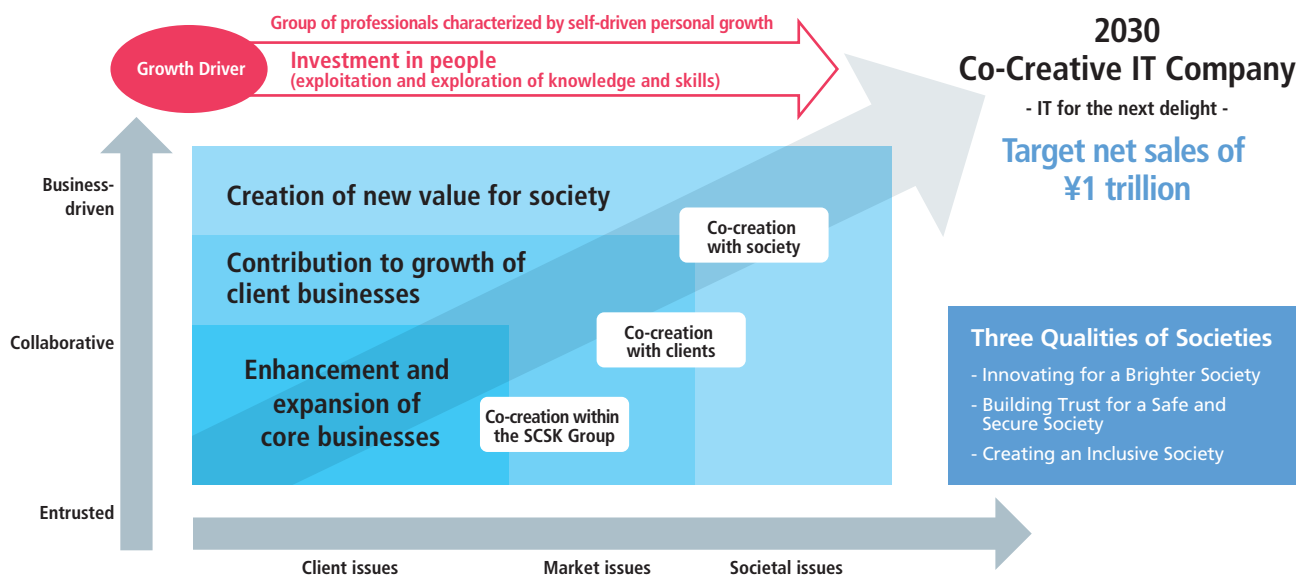 Group of professionals characterized by self-driven personal growth
Growth Driver
Investment in people
(exploitation and exploration of knowledge and skills)
2030
Co-Creative IT Company
- IT for the next delight -
Target net sales of
¥1 trillion
Business-
driven
Collaborative
Entrusted
Creation of new value for society
Co-creation
with society
Contribution to growth of
client businesses
Co-creation
with clients
Enhancement and
expansion of
core businesses
Co-creation within
the SCSK Group
Three Qualities of Societies
- Innovating for a Brighter Society
- Building Trust for a Safe and
Secure Society
- Creating an Inclusive Society
Client issues
Market issues
Societal issues